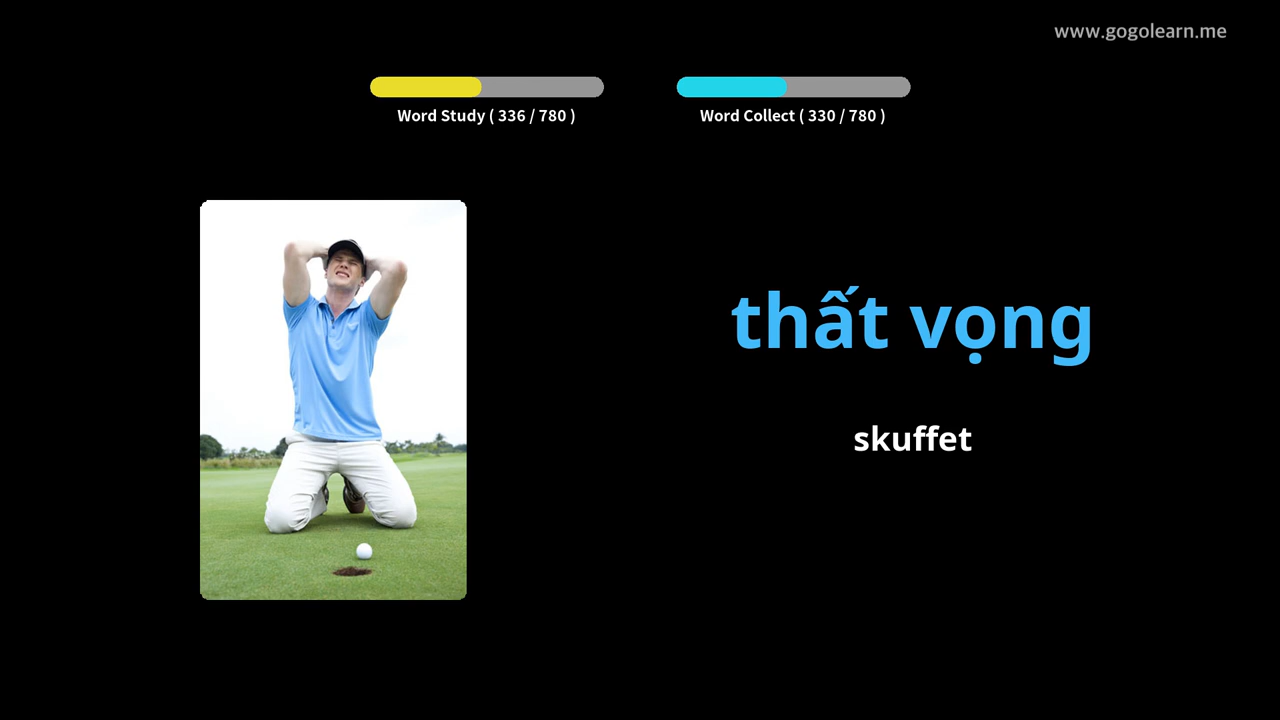 www.gogolearn.me
Word Study ( 336 / 780 )
Word Collect ( 330 / 780 )
thất vọng
skuffet